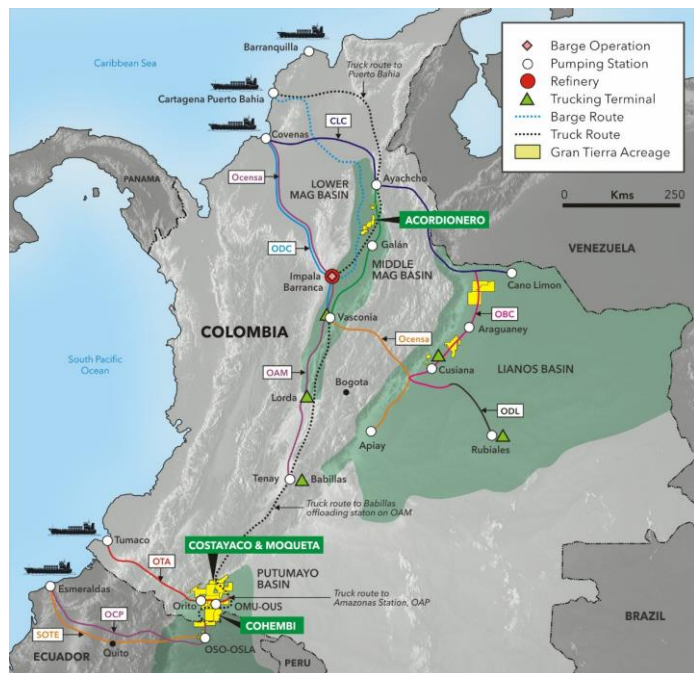 Caribbean Sea
Barranquilla
Truck route to
Puerto Bahia
Cartagena Puerto Bahía
Covenas
CLC
Barge Operation
Pumping Station
Refinery
Trucking Terminal
Barge Route
Truck Route
Gran Tierra Acreage
0
Kms
250
PANAMA
Ocensa
LOWER
MAG BASIN
Ayachcho
ACORDIONERO
VENEZUELA
ODC
Galán
MIDDLE
MAG BASIN
Impala
Barranca
Cano Limon
COLOMBIA
Vasconia
OBC
Araguaney
Ocensa
South Pacific
Ocean
OAM
Bogota
Cusiana
LIANOS BASIN
Lorda
ODL
Apiay
Rubiales
Tenay
Babillas
Truck route to Babillas
offloading staton on OAM
Tumaco
COSTAYACO & MOQUETA
OTA
PUTUMAYO
BASIN
Esmeraldas
Orito
OMU-OUS
Truck route to
Amazonas Station, OAP
OCP
COHEMBI
SOTE
Quito
OSO-OSLA
ECUADOR
PERU
BRAZIL